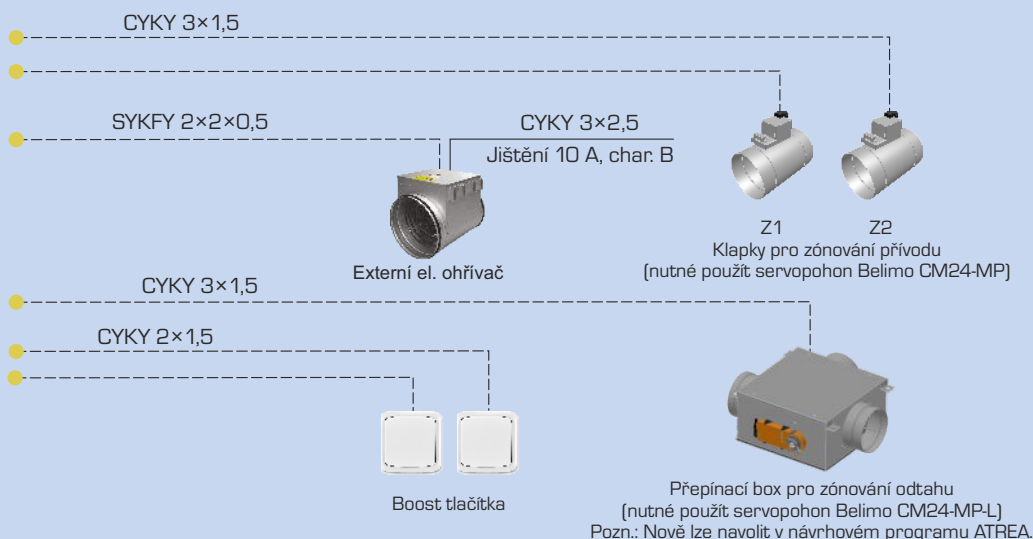 CYKY 3×1,5
SYKFY 2×2×0,5
CYKY 3×2,5
Jištění 10 A, char. B
Z1
Z2
Klapky pro zónování přívodu
(nutné použít servopohon Belimo CM24-MP)
Externí el. ohřívač
CYKY 3×1,5
CYKY 2×1,5
Boost tlačítka
Přepínací box pro zónování odtahu
(nutné použít servopohon Belimo CM24-MP-L)
Pozn.: Nově lze navolit v návrhovém programu ATREA.